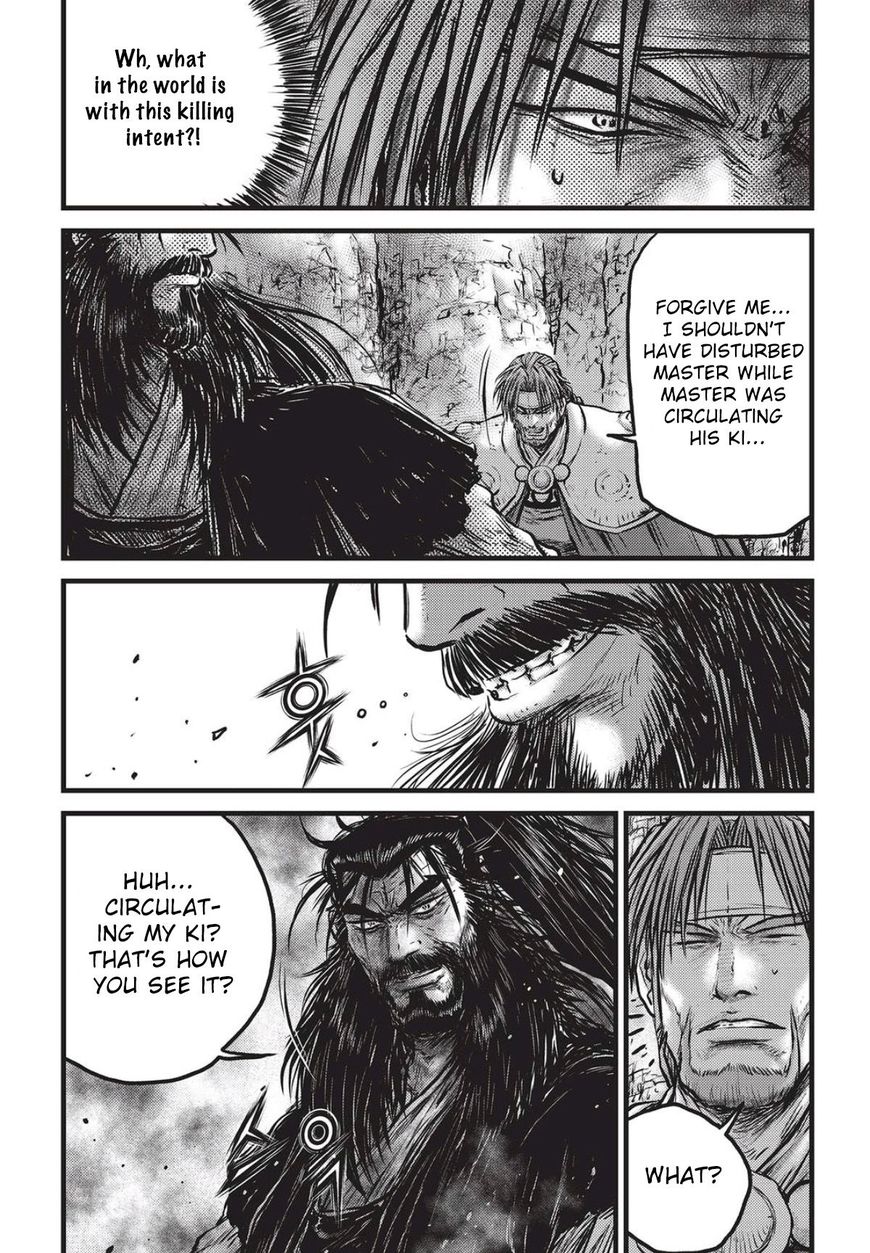 Wh, what
in the world is
with this killing
intent?!
FORGIVE ME...
I SHOULDN'T
HAVE DISTURBED
MASTER WHILE
MASTER WAS
CIRCULATING
HIS KI...
HUH...
CIRCULAT-
ING MY KI?
THAT'S HOW
YOU SEE IT?
WHAT?